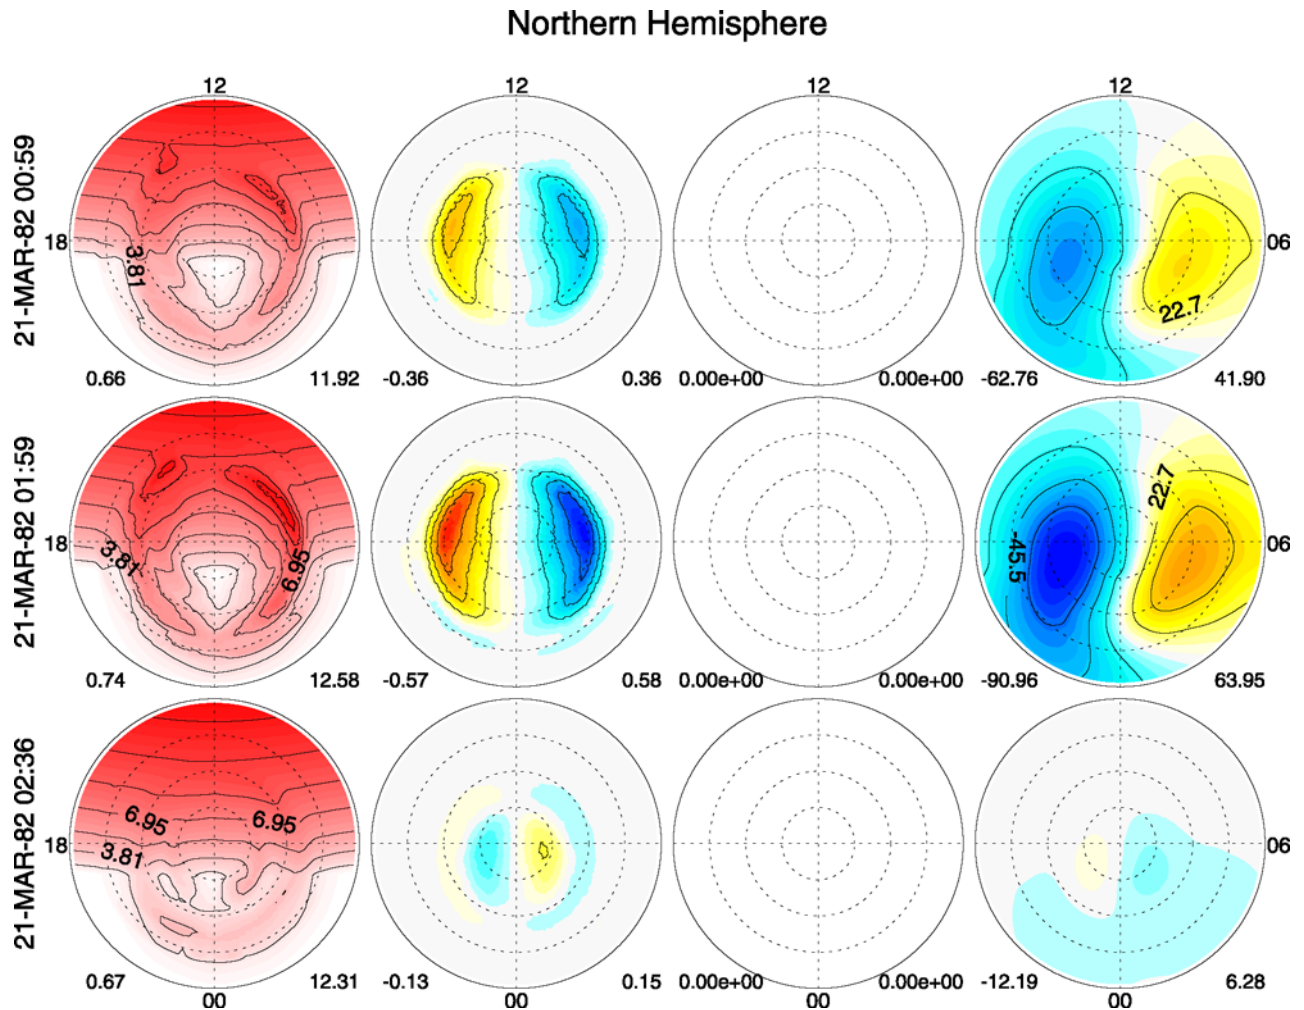 Northern Hemisphere
12 12 12 12
21-MAR-82 00:59
18 06
3.81
22.7
0.66 11.92 -0.36 0.36 0.00e+00 0.00e+00 -62.76 41.90
21-MAR-82 01:59
22.7
18 06
3.81 6.95 -45.5
0.74 12.58 -0.57 0.58 0.00e+00 0.00e+00 -90.96 63.95
21-MAR-82 02:36
6.95 6.95
18 06
3.81
0.67 12.31 -0.13 0.15 0.00e+00 0.00e+00 -12.19 6.28
00 00 00 00